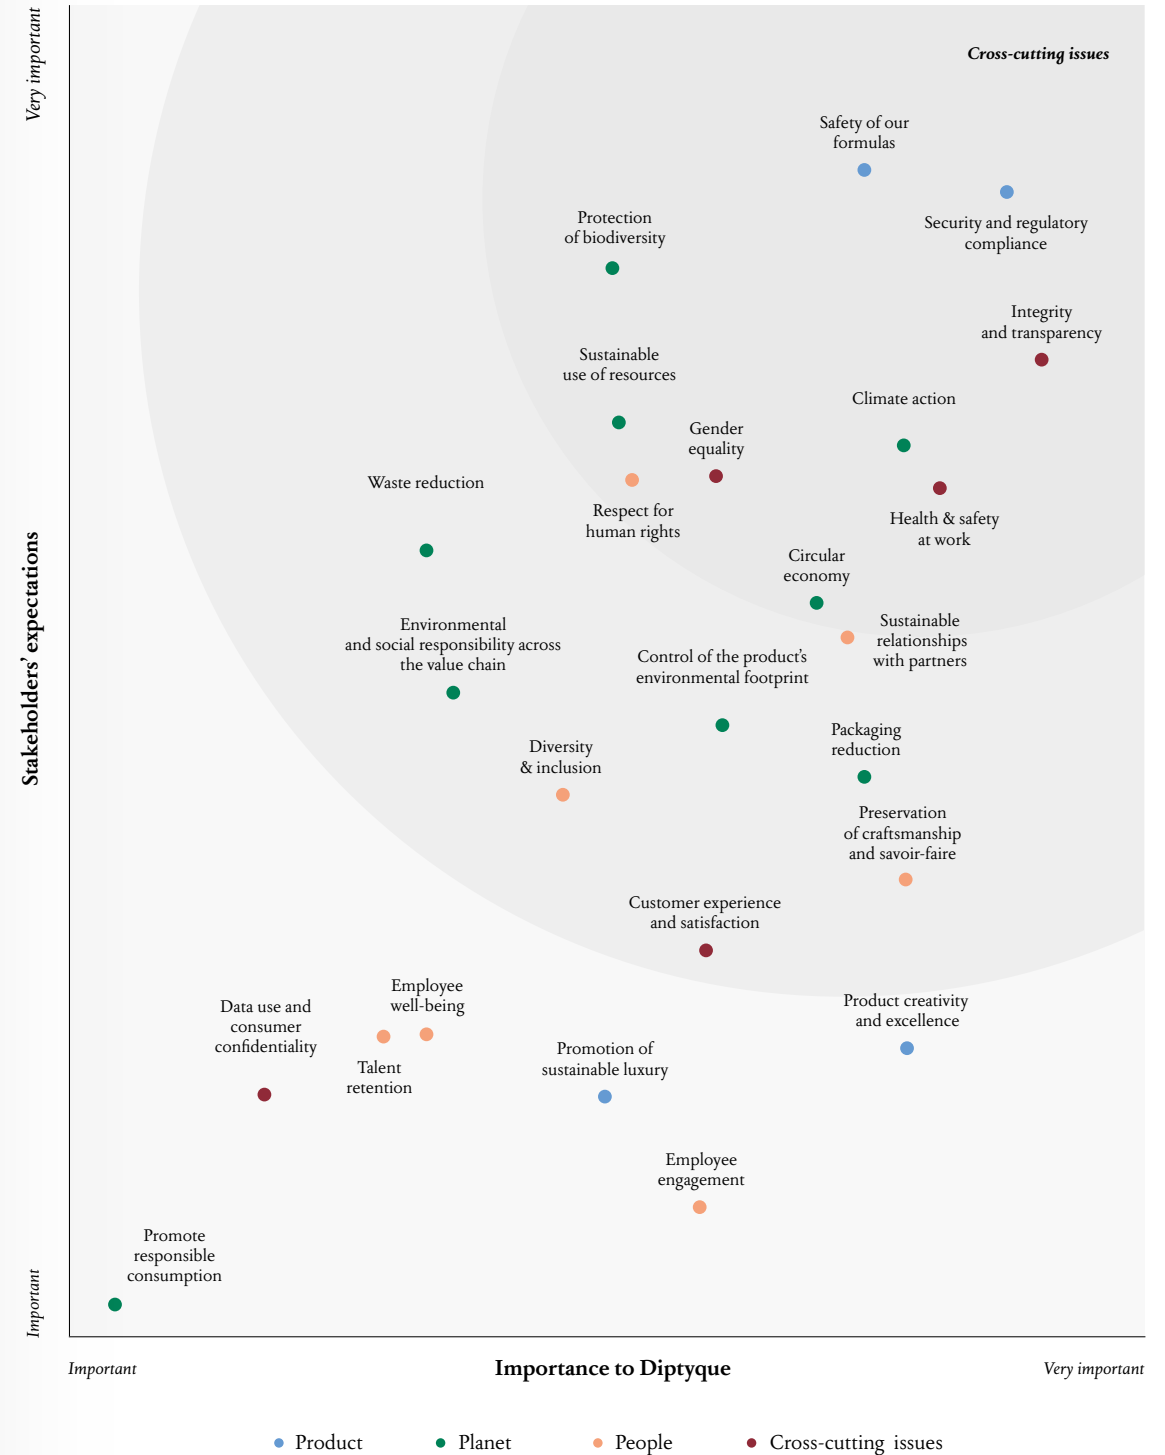 Very important
Cross-cutting issues
Safety of our
formulas
Security and regulatory
compliance
Protection
of biodiversity
Integrity
and transparency
Sustainable
use of resources
Climate action
Gender
equality
Waste reduction
Respect for
human rights
Health & safety
at work
Circular
economy
Stakeholders’ expectations
Environmental
and social responsibility across
the value chain
Sustainable
relationships
with partners
Control of the product’s
environmental footprint
Packaging
reduction
Diversity
& inclusion
Preservation
of craftsmanship
and savoir-faire
Customer experience
and satisfaction
Employee
well-being
Data use and
consumer
confidentiality
Product creativity
and excellence
Talent
retention
Promotion of
sustainable luxury
Employee
engagement
Promote
responsible
consumption
Important
Important
Importance to Diptyque
Very important
Product
Planet
People
Cross-cutting issues